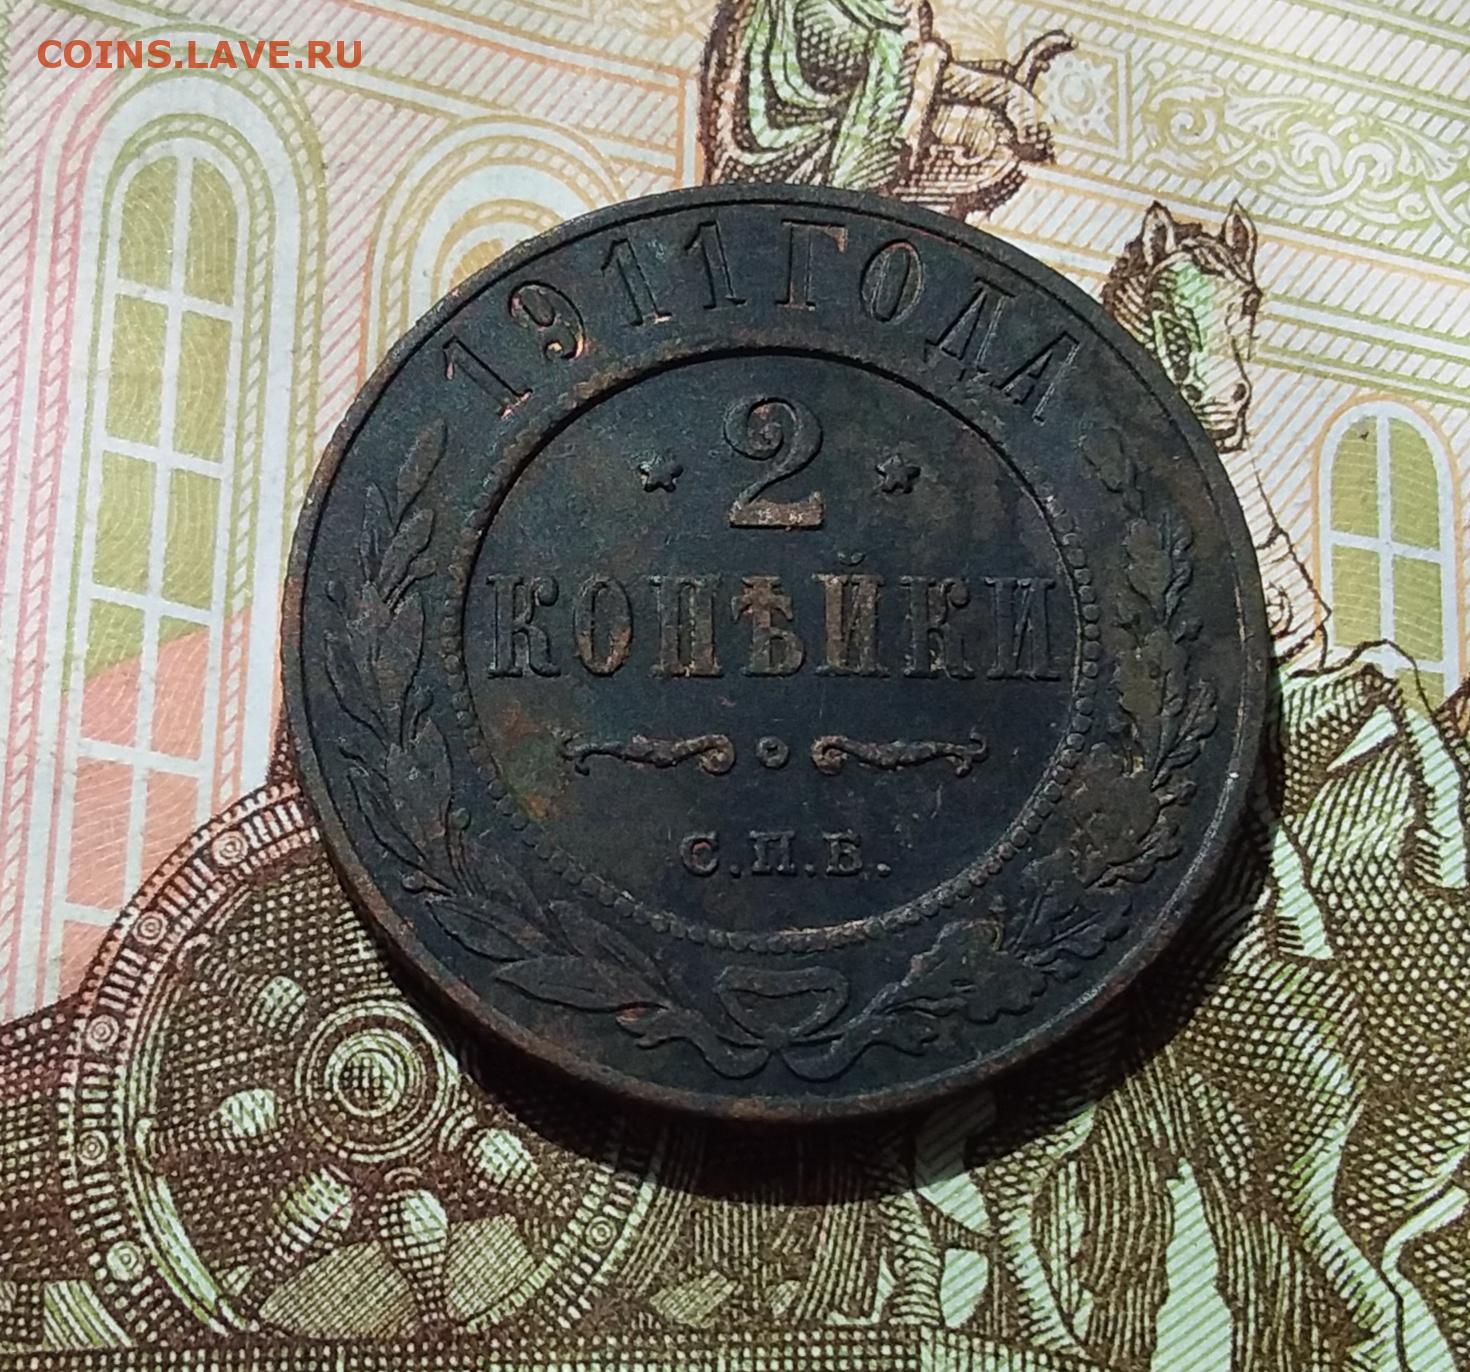 COINS.LAVE.RU
1911 ГОДА
2
КОПѢЙКИ
С.П.Б.